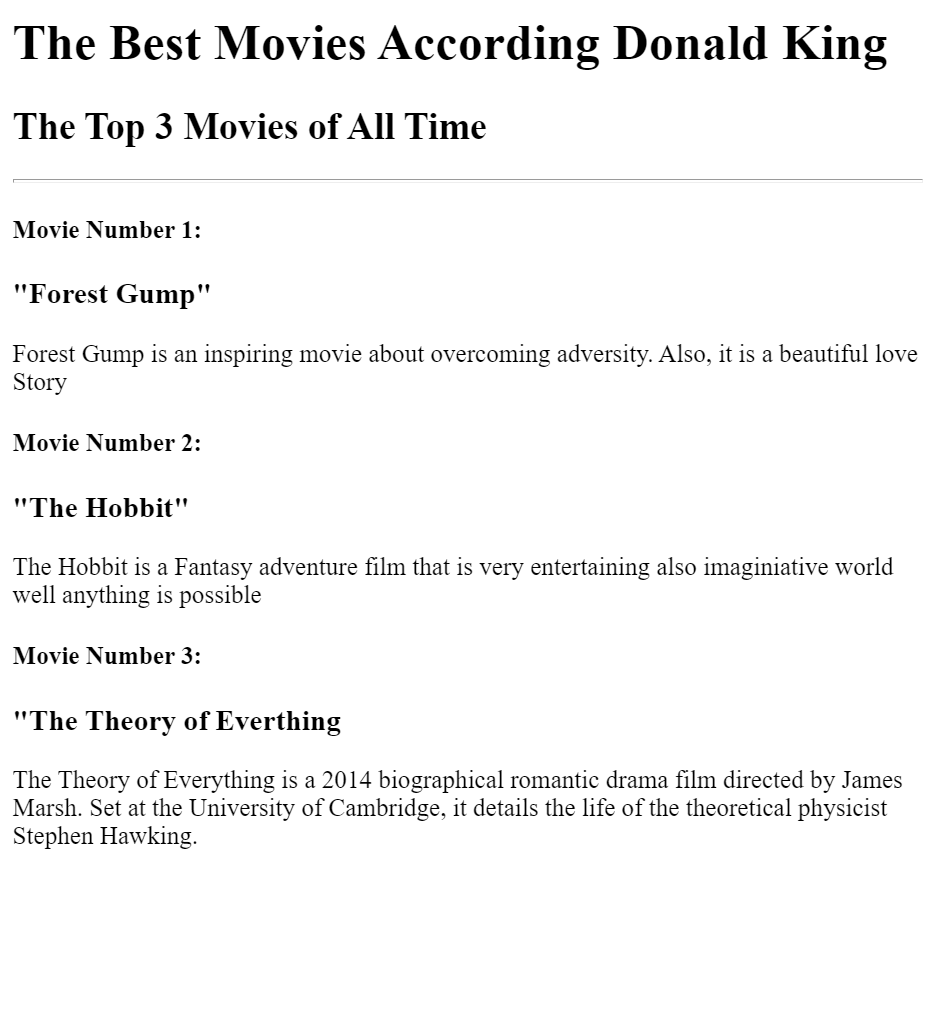 The Best Movies According Donald King
The Top 3 Movies of All Time
Movie Number 1:
"Forest Gump"
Forest Gump is an inspiring movie about overcoming adversity. Also, it is a beautiful love
Story
Movie Number 2:
"The Hobbit"
The Hobbit is a Fantasy adventure film that is very entertaining also imaginiative world
well anything is possible
Movie Number 3:
"The Theory of Everthing
The Theory of Everything is a 2014 biographical romantic drama film directed by James
Marsh. Set at the University of Cambridge, it details the life of the theoretical physicist
Stephen Hawking.